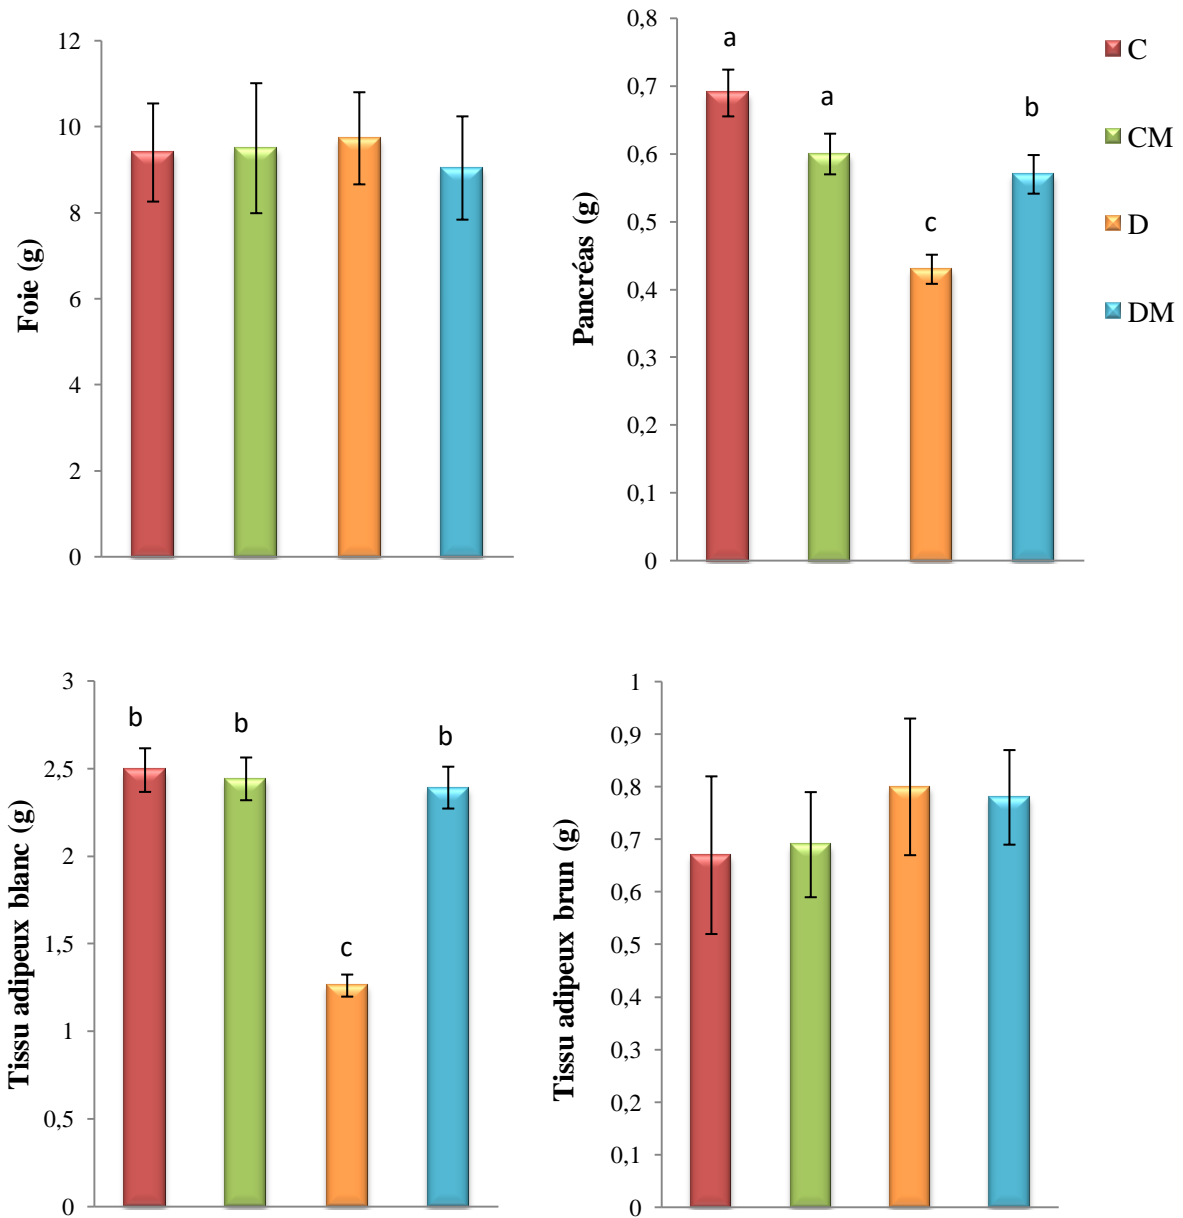 Foie (g)
12
10
8
6
4
2
0
Pancréas (g)
0,8
0,7
0,6
0,5
0,4
0,3
0,2
0,1
0
a
a
c
b
C
CM
D
DM
Tissu adipeux blanc (g)
3
2,5
2
1,5
1
0,5
0
b
b
c
b
Tissu adipeux brun (g)
1
0,9
0,8
0,7
0,6
0,5
0,4
0,3
0,2
0,1
0